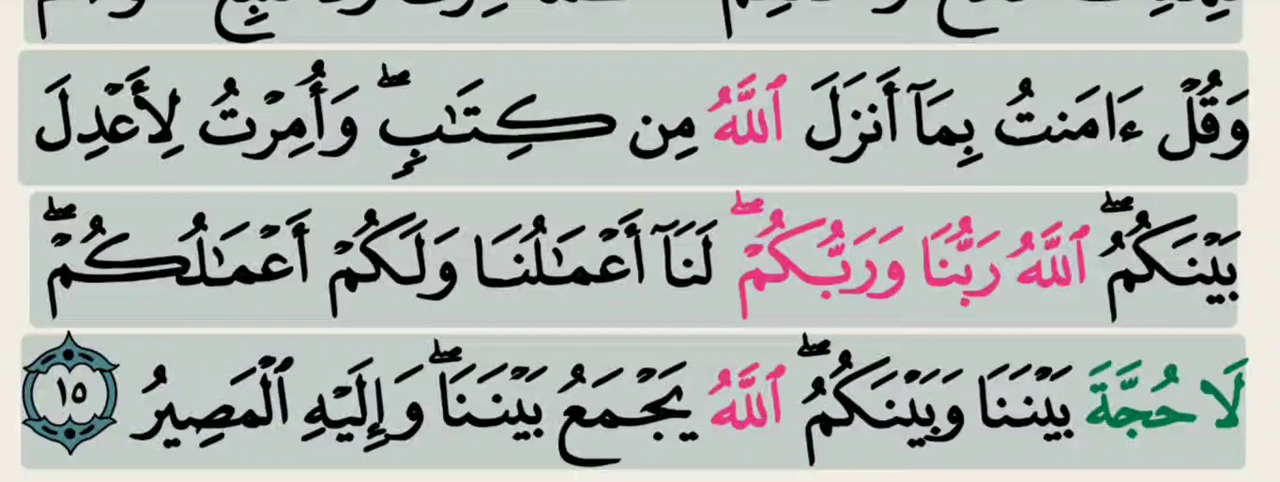 وَقُلْ ءَامَنتُ بِمَآ أَنزَلَ ٱللَّهُ مِن كِتَٰبٍۖ وَأُمِرْتُ لِأَعْدِلَ
بَيْنَكُمُۖ ٱللَّهُ رَبُّنَا وَرَبُّكُمْۖ لَنَآ أَعْمَٰلُنَا وَلَكُمْ أَعْمَٰلُكُمْۖ
لَا حُجَّةَ بَيْنَنَا وَبَيْنَكُمُۖ ٱللَّهُ يَجْمَعُ بَيْنَنَاۖ وَإِلَيْهِ ٱلْمَصِيرُ ١٥